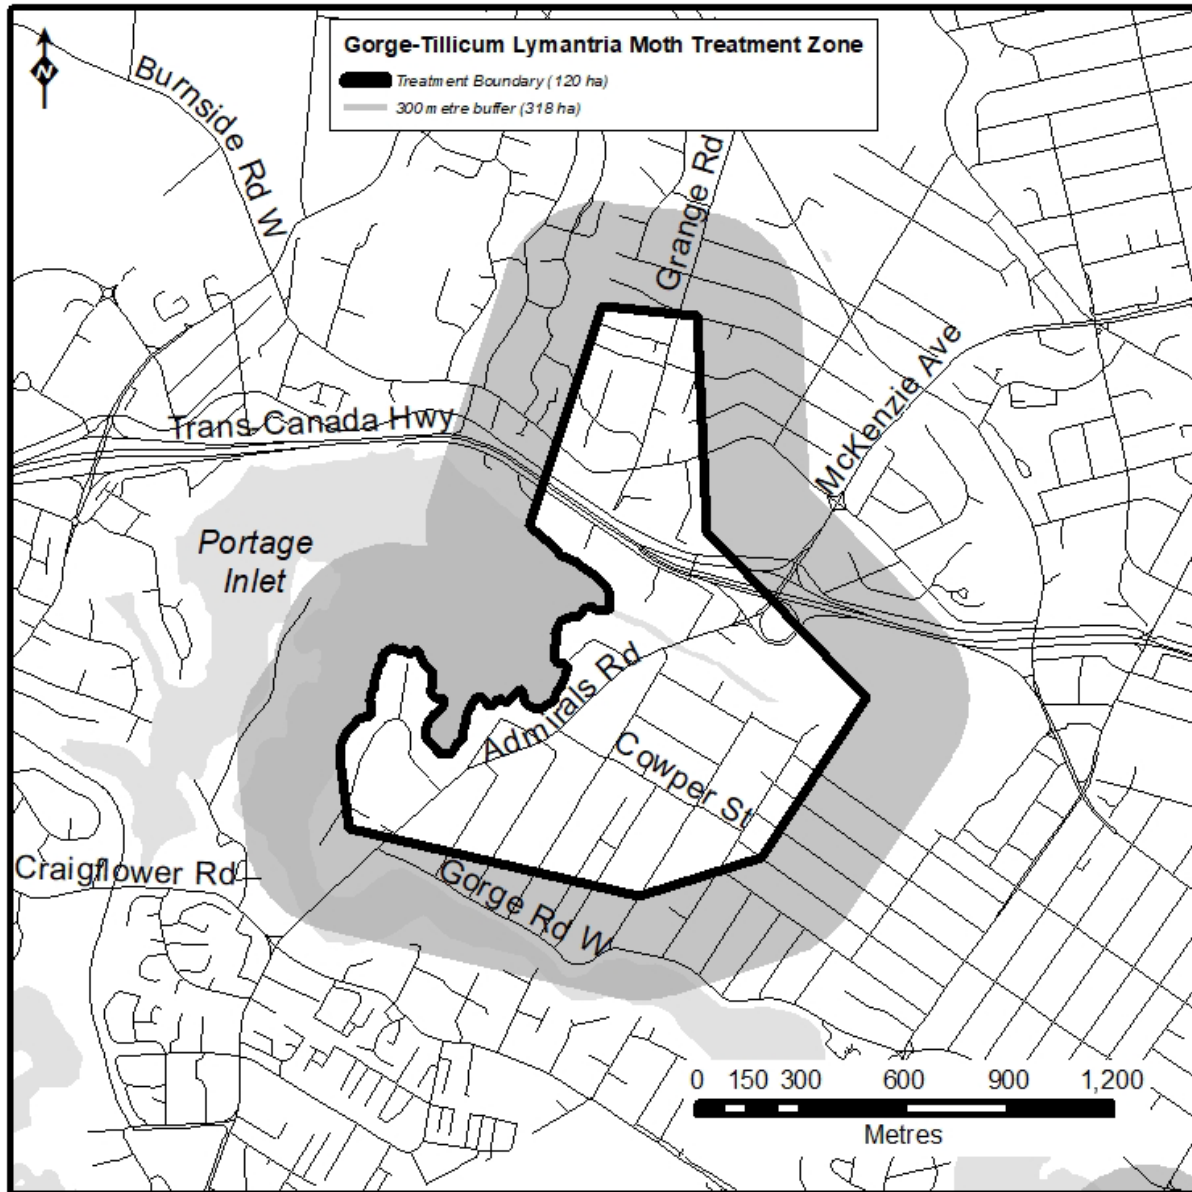 Gorge-Tillicum Lymantria Moth Treatment Zone
Treatment Boundary (120 ha)
300 metre buffer (318 ha)
N
Burnside Rd W
Grange Rd
McKenzie Ave
Trans Canada Hwy
Portage
Inlet
Admirals Rd
Cowper St
Craigflower Rd
Gorge Rd W
0 150 300 600 900 1,200
Metres